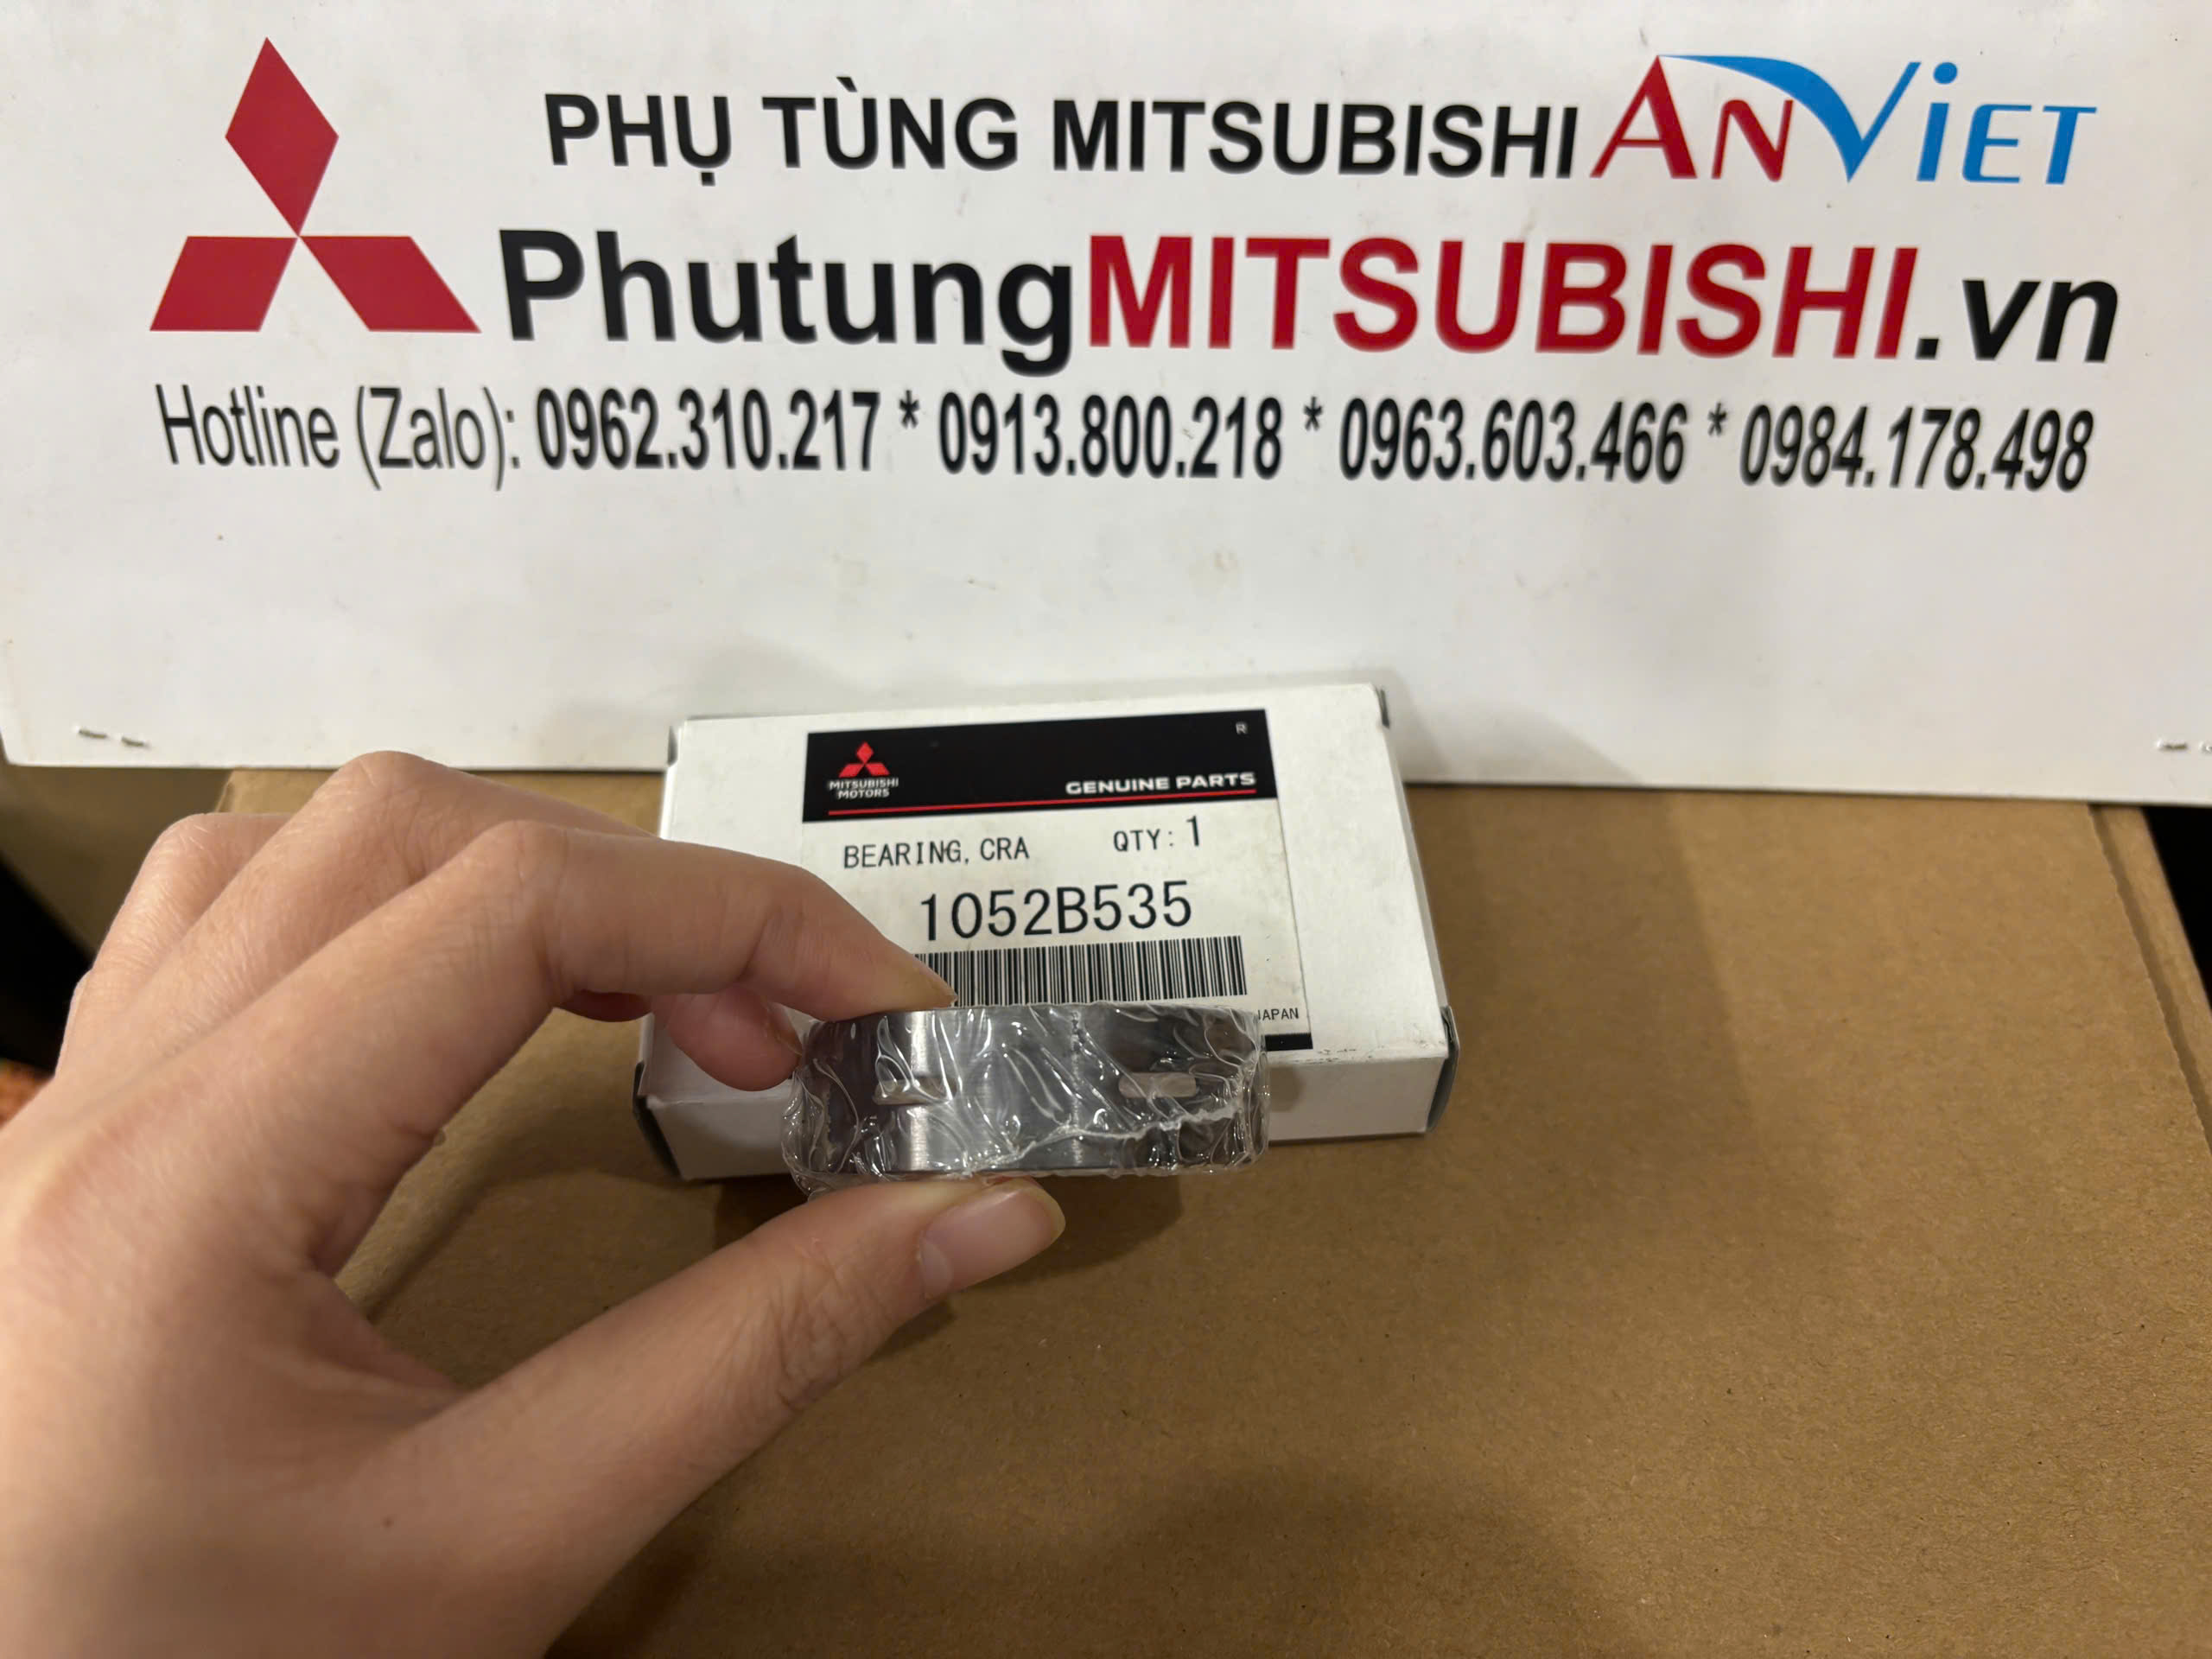 PHỤ TÙNG MITSUBISHI ANVIET
PhutungMITSUBISHI.vn
Hotline (Zalo): 0962.310.217 * 0913.800.218 * 0963.603.466 * 0984.178.498
R
MITSUBISHI
MOTORS
GENUINE PARTS
BEARING, CRA QTY: 1
1052B535
JAPAN